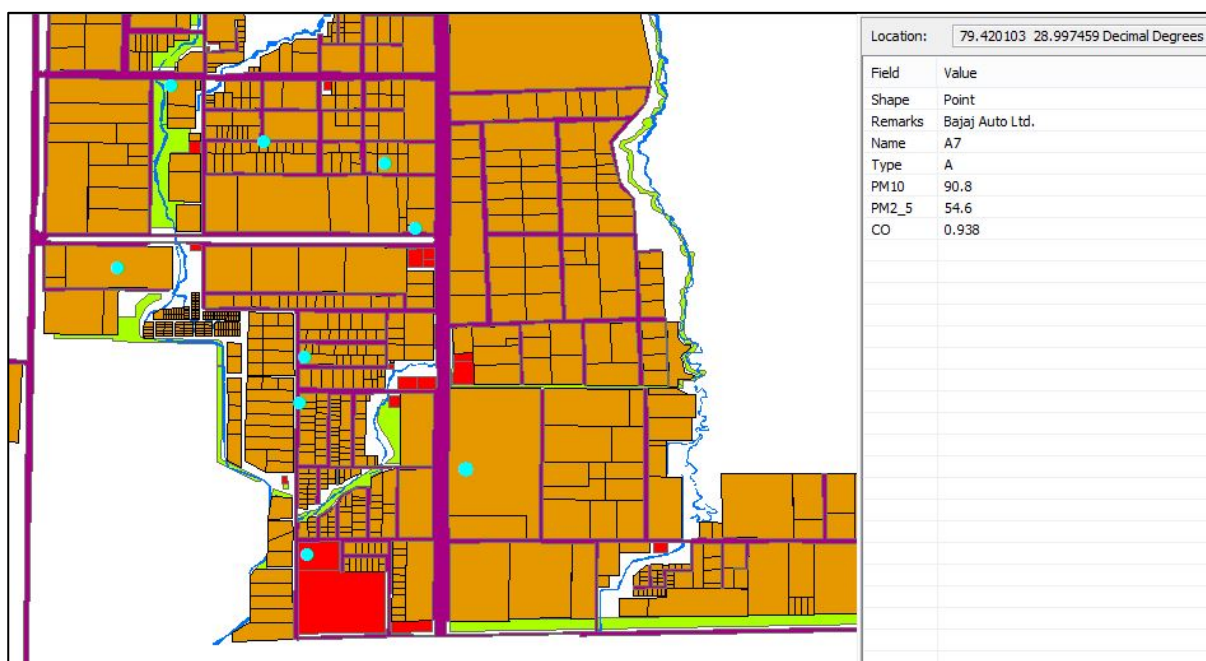 Location: 79.420103 28.997459 Decimal Degrees
Field Value
Shape Point
Remarks Bajaj Auto Ltd.
Name A7
Type A
PM10 90.8
PM2_5 54.6
CO 0.938